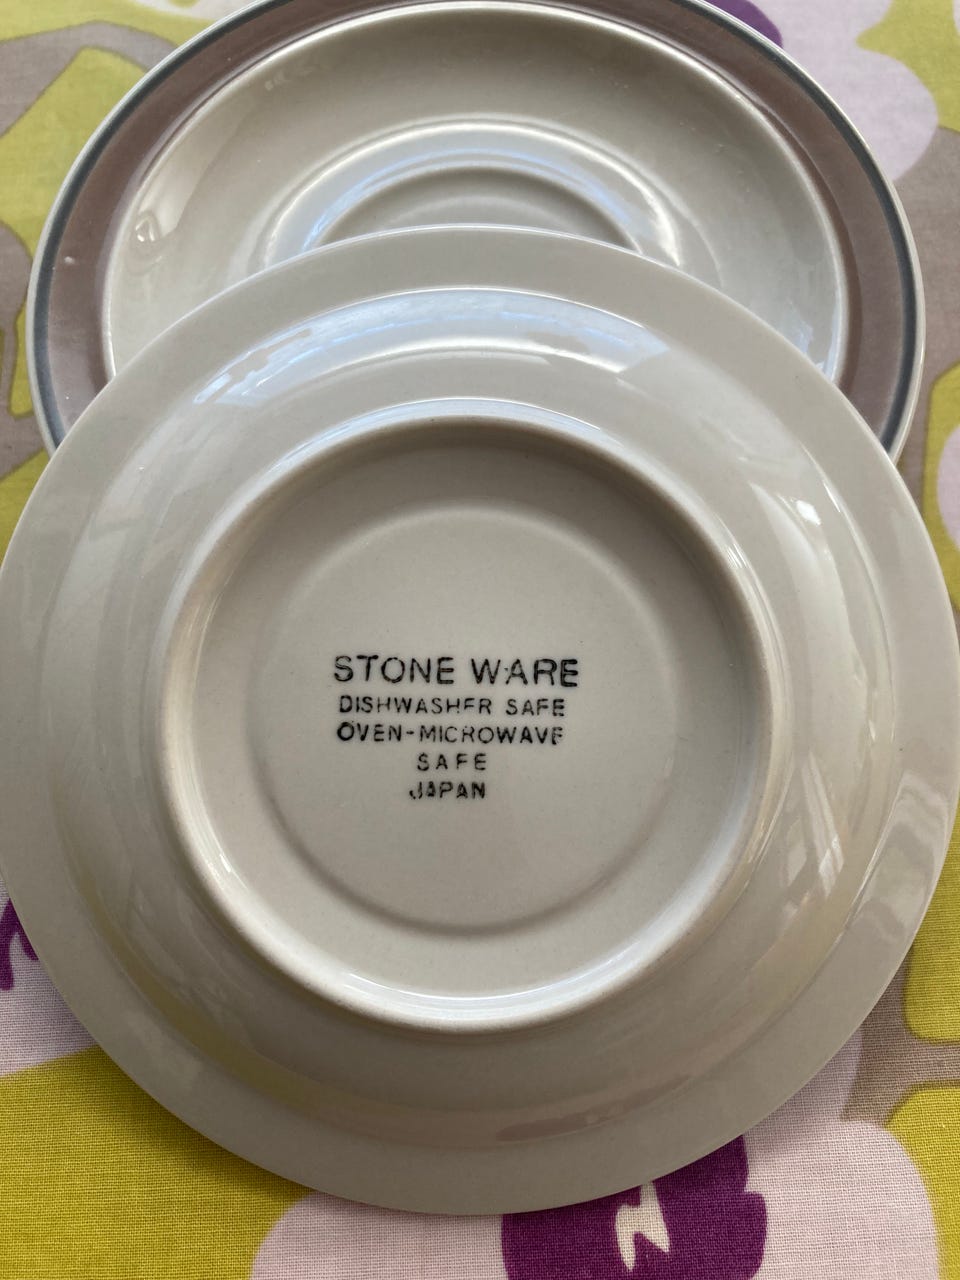 STONE WARE
DISHWASHER SAFE
OVEN-MICROWAVE
SAFE
JAPAN